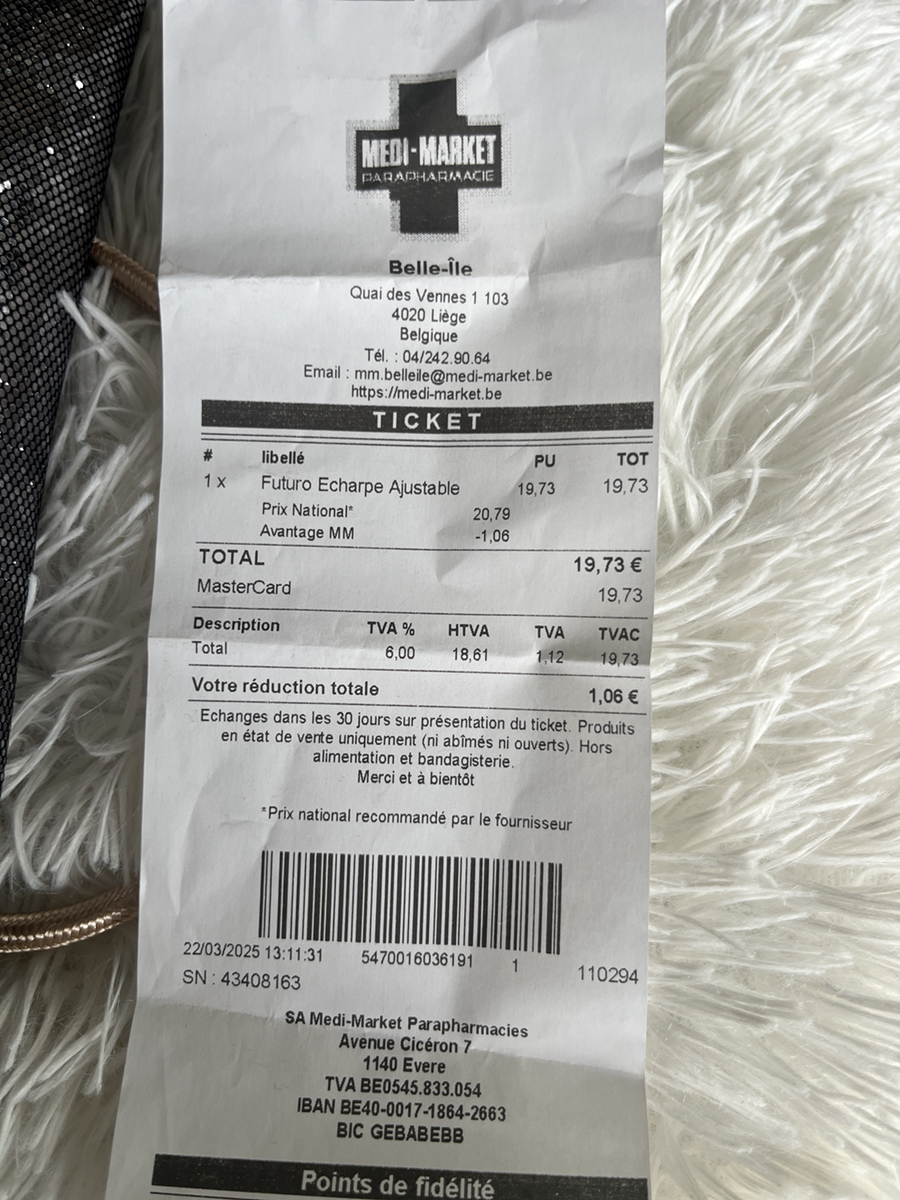 MEDI-MARKET
PARAPHARMACIE
Belle-Île
Quai des Vennes 1 103
4020 Liège
Belgique
Tél. : 04/242.90.64
Email : mm.belleile@medi-market.be
https://medi-market.be
TICKET
# libellé PU TOT
1 x Futuro Echarpe Ajustable 19,73 19,73
Prix National* 20,79
Avantage MM -1,06
TOTAL 19,73 €
MasterCard 19,73
Description TVA % HTVA TVA TVAC
Total 6,00 18,61 1,12 19,73
Votre réduction totale 1,06 €
Echanges dans les 30 jours sur présentation du ticket. Produits
en état de vente uniquement (ni abîmés ni ouverts). Hors
alimentation et bandagisterie.
Merci et à bientôt
*Prix national recommandé par le fournisseur
22/03/2025 13:11:31 5470016036191 1 110294
SN : 43408163
SA Medi-Market Parapharmacies
Avenue Cicéron 7
1140 Evere
TVA BE0545.833.054
IBAN BE40-0017-1864-2663
BIC GEBABEBB
Points de fidélité